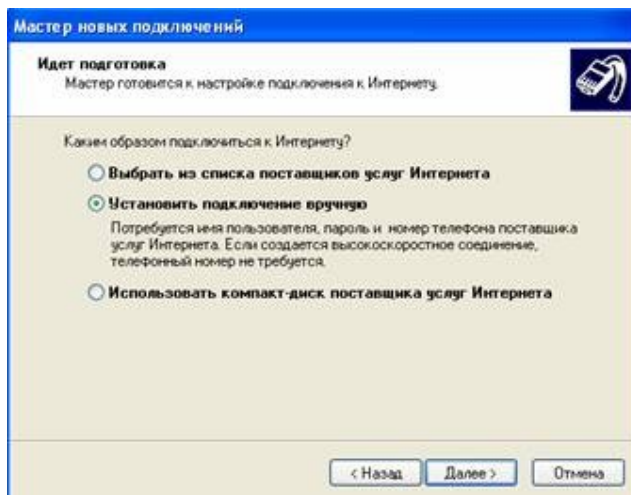 Мастер новых подключений
Идет подготовка
Мастер готовится к настройке подключения к Интернету.
Каким образом подключиться к Интернету?
Выбрать из списка поставщиков услуг Интернета
Установить подключение вручную
Потребуется имя пользователя, пароль и номер телефона поставщика
услуг Интернета. Если создается высокоскоростное соединение,
телефонный номер не требуется.
Использовать компакт-диск поставщика услуг Интернета
< Назад
Далее >
Отмена